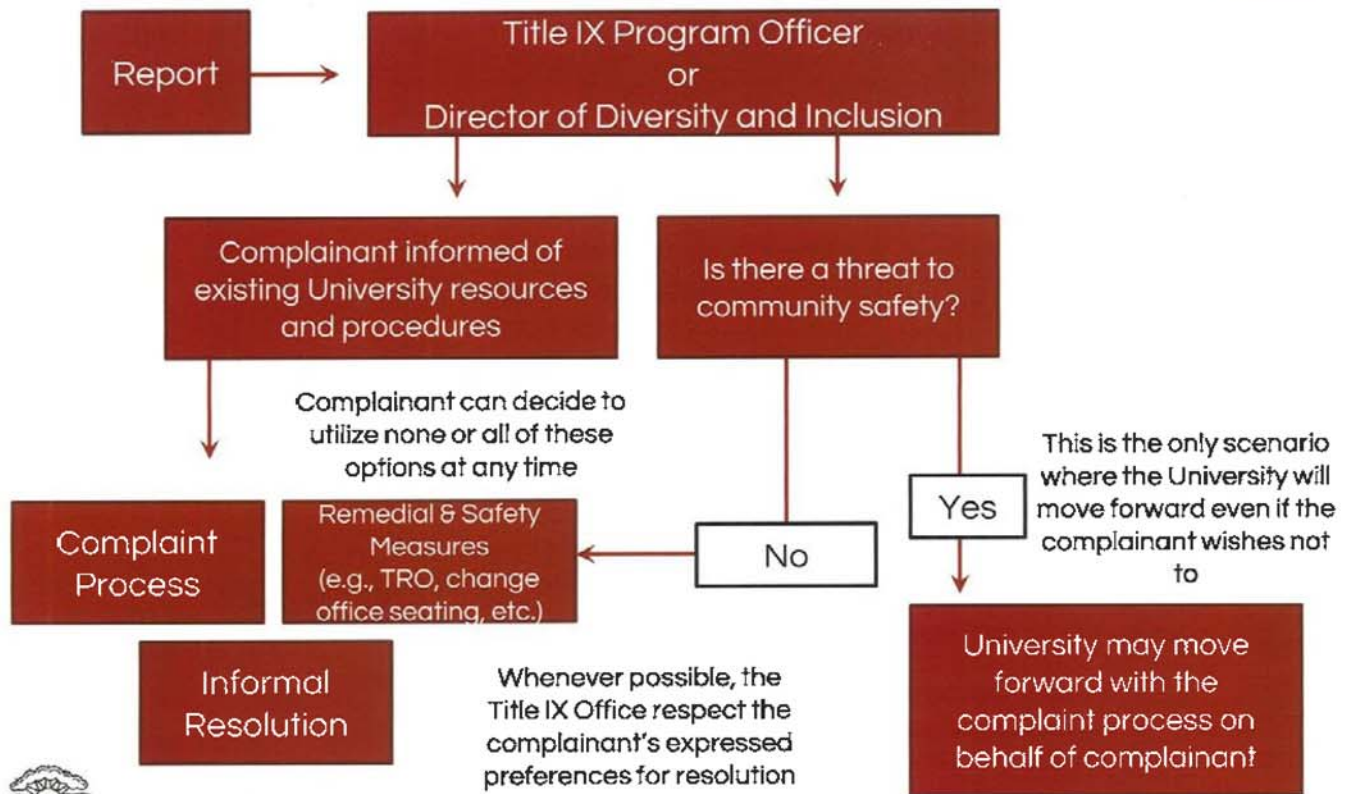 Report
Title IX Program Officer
or
Director of Diversity and Inclusion
Complainant informed of
existing University resources
and procedures
Is there a threat to
community safety?
Complainant can decide to
utilize none or all of these
options at any time
This is the only scenario
where the University will
move forward even if the
complainant wishes not
to
Complaint
Process
Remedial & Safety
Measures
(e.g., TRO, change
office seating, etc.)
No
Yes
Informal
Resolution
Whenever possible, the
Title IX Office respect the
complainant's expressed
preferences for resolution
University may move
forward with the
complaint process on
behalf of complainant